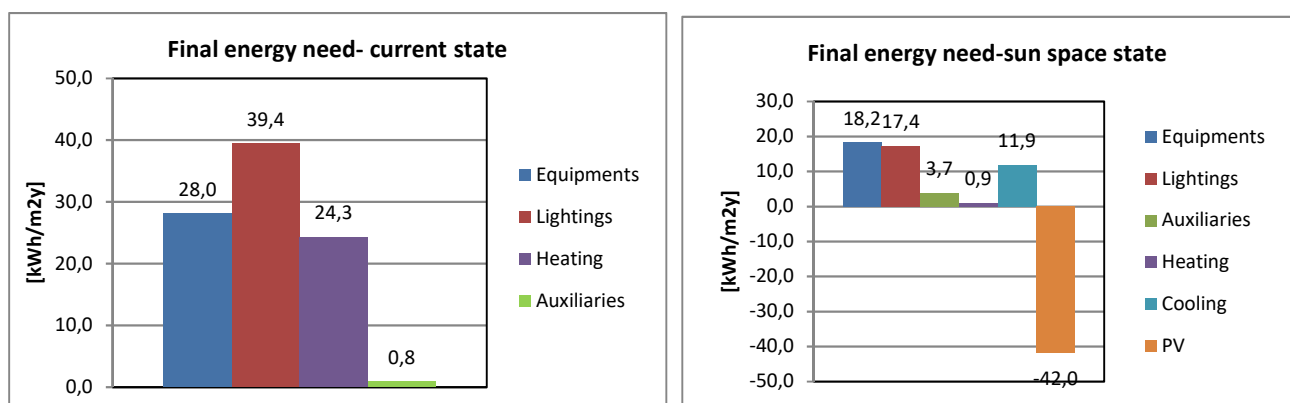 Final energy need- current state
[kWh/m2y]
50,0
40,0
30,0
20,0
10,0
0,0
28,0
39,4
24,3
0,8
Equipments
Lightings
Heating
Auxiliaries
Final energy need-sun space state
[kWh/m2y]
30,0
20,0
10,0
0,0
-10,0
-20,0
-30,0
-40,0
-50,0
18,2
17,4
3,7
0,9
11,9
-42,0
Equipments
Lightings
Auxiliaries
Heating
Cooling
PV